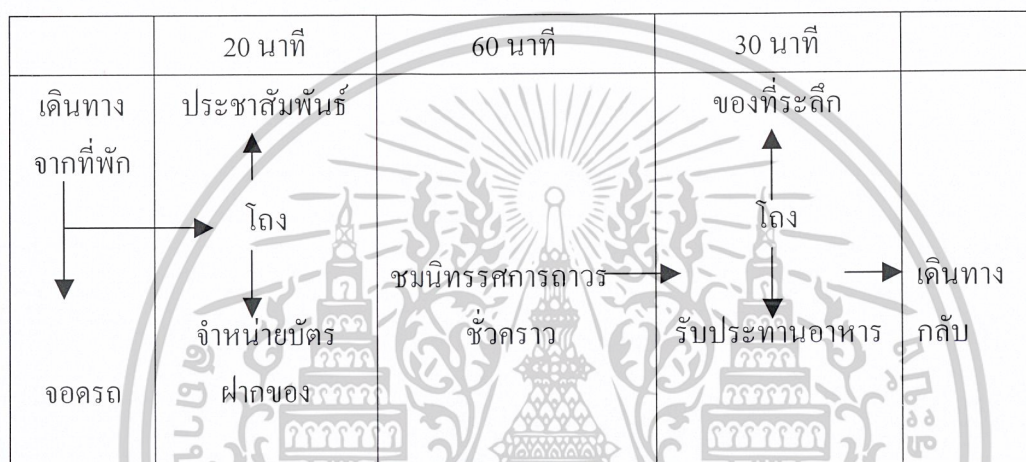 20 นาที 60 นาที 30 นาที
เดินทาง ประชาสัมพันธ์ ของที่ระลึก
จากที่พัก
โถง โถง
ชมนิทรรศการถาวร เดินทาง
จำหน่ายบัตร ชั่วคราว รับประทานอาหาร กลับ
จอดรถ ฝากของ